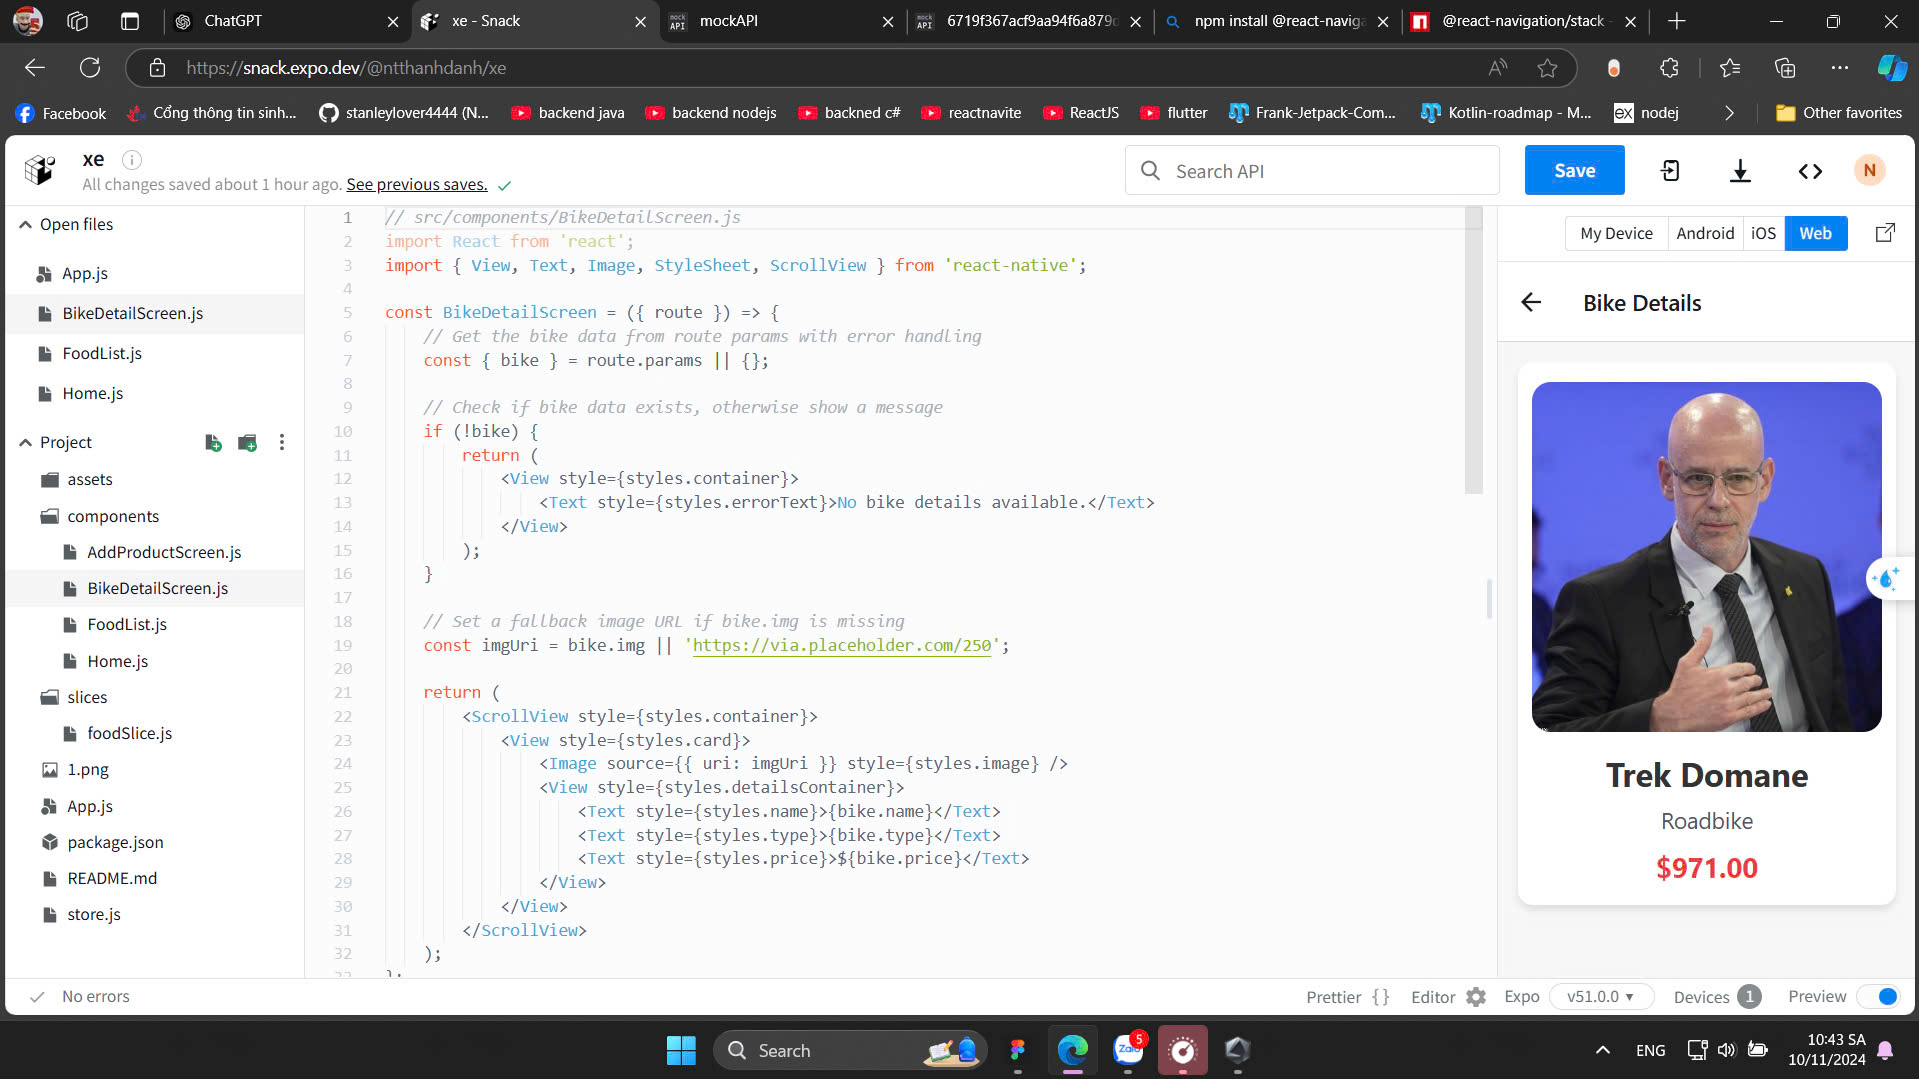 ChatGPT
xe - Snack
mockAPI
6719f367acf9aa94f6a879
npm install @react-naviga
@react-navigation/stack -
https://snack.expo.dev/@ntthanhdanh/xe
Facebook
Cổng thông tin sinh...
stanleylover4444 (N...
backend java
backend nodejs
backned c#
reactnavite
ReactJS
flutter
Frank-Jetpack-Com...
Kotlin-roadmap - M...
ex nodej
Other favorites
xe
All changes saved about 1 hour ago. See previous saves.
Search API
Save
N
Open files
App.js
BikeDetailScreen.js
FoodList.js
Home.js
Project
assets
components
AddProductScreen.js
BikeDetailScreen.js
FoodList.js
Home.js
slices
foodSlice.js
1.png
App.js
package.json
README.md
store.js
1 // src/components/BikeDetailScreen.js
2 import React from 'react';
3 import { View, Text, Image, StyleSheet, ScrollView } from 'react-native';
4
5 const BikeDetailScreen = ({ route }) => {
6 // Get the bike data from route params with error handling
7 const { bike } = route.params || {};
8
9 // Check if bike data exists, otherwise show a message
10 if (!bike) {
11 return (
12 <View style={styles.container}>
13 <Text style={styles.errorText}>No bike details available.</Text>
14 </View>
15 );
16 }
17
18 // Set a fallback image URL if bike.img is missing
19 const imgUri = bike.img || 'https://via.placeholder.com/250';
20
21 return (
22 <ScrollView style={styles.container}>
23 <View style={styles.card}>
24 <Image source={{ uri: imgUri }} style={styles.image} />
25 <View style={styles.detailsContainer}>
26 <Text style={styles.name}>{bike.name}</Text>
27 <Text style={styles.type}>{bike.type}</Text>
28 <Text style={styles.price}>${bike.price}</Text>
29 </View>
30 </View>
31 </ScrollView>
32 );
33 };
My Device
Android
iOS
Web
Bike Details
Trek Domane
Roadbike
$971.00
No errors
Prettier { }
Editor
Expo
v51.0.0
Devices 1
Preview
Search
Zalo
5
ENG
10:43 SA
10/11/2024